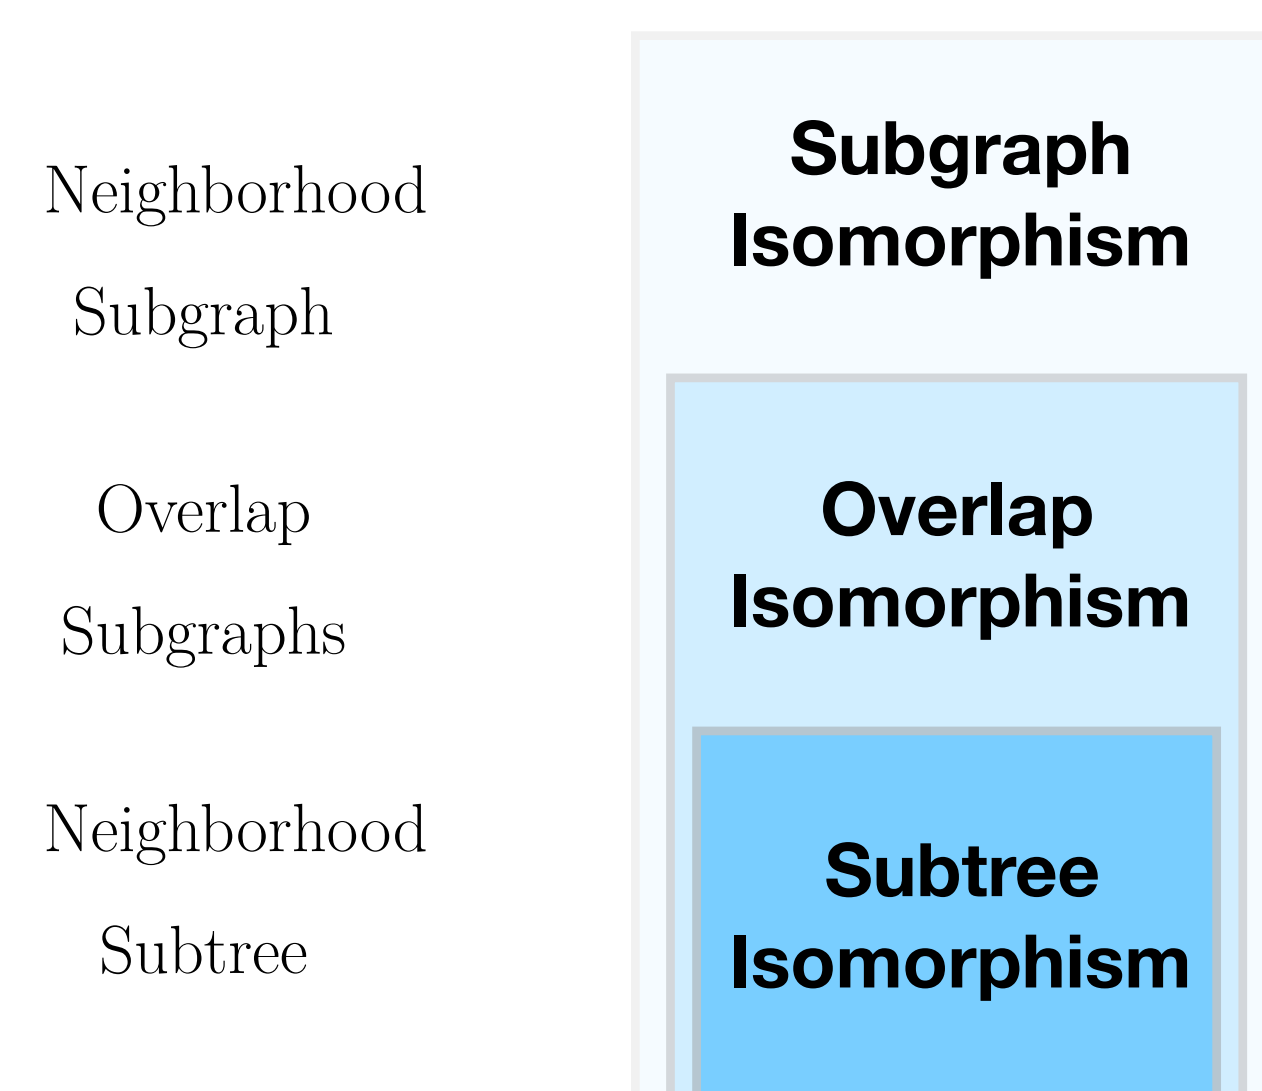 Neighborhood
Subgraph
Subgraph
Isomorphism
Overlap
Subgraphs
Overlap
Isomorphism
Neighborhood
Subtree
Subtree
Isomorphism